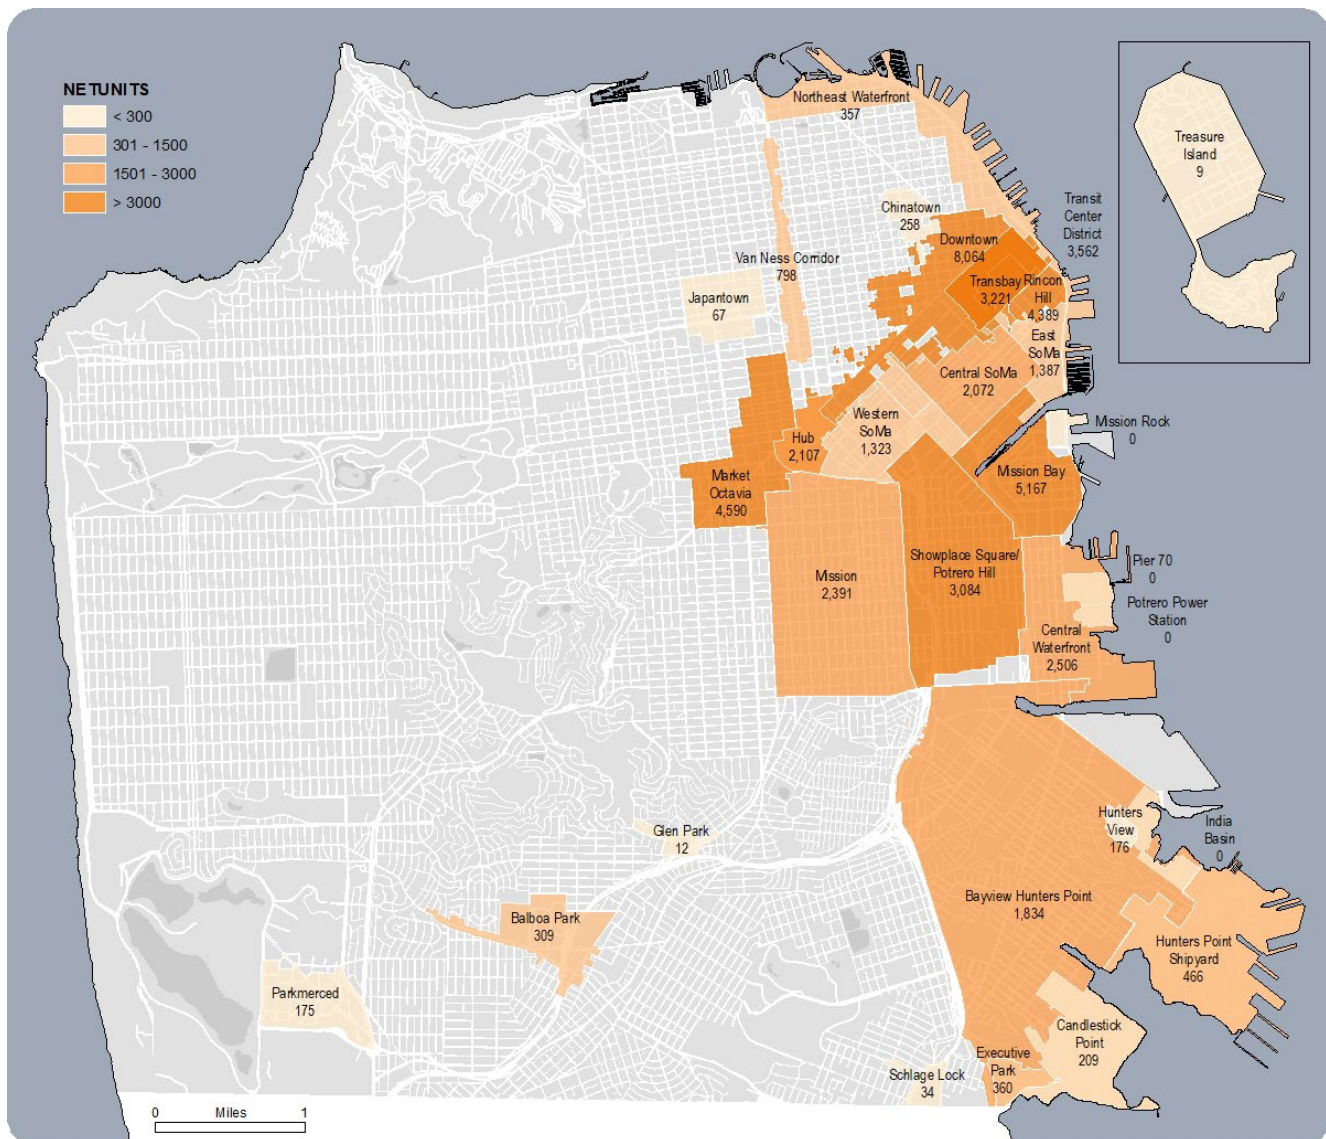 NETUNITS
< 300
301 - 1500
1501 - 3000
> 3000
Northeast Waterfront
357
Treasure
Island
9
Chinatown
258
Transit
Center
District
3,562
Downtown
8,064
Van Ness Corridor
798
Transbay
3,221
Rincon
Hill
4,389
Japantown
67
East
SoMa
1,387
Central SoMa
2,072
Western
SoMa
1,323
Mission Rock
0
Hub
2,107
Market
Octavia
4,590
Mission Bay
5,167
Showplace Square/
Potrero Hill
3,084
Mission
2,391
Pier 70
0
Potrero Power
Station
0
Central
Waterfront
2,506
Hunters
View
176
India
Basin
0
Glen Park
12
Bayview Hunters Point
1,834
Balboa Park
309
Hunters Point
Shipyard
466
Parkmerced
175
Candlestick
Point
209
Executive
Park
360
Schlage Lock
34
0 Miles 1